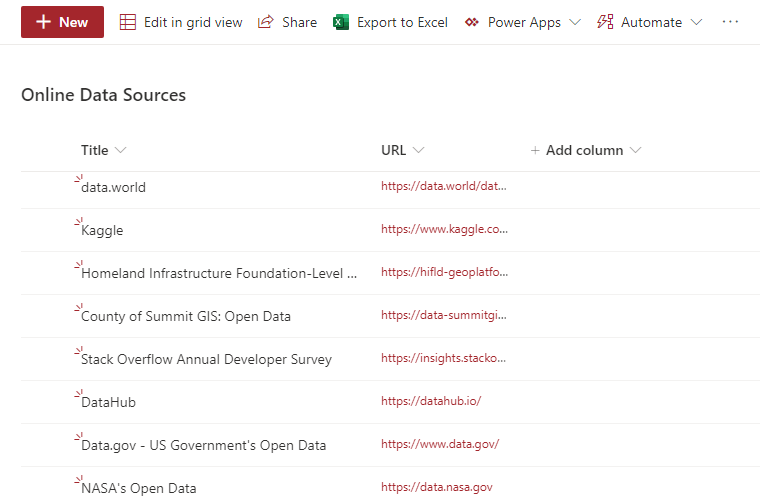 + New Edit in grid view Share Export to Excel Power Apps Automate ...
Online Data Sources
Title URL + Add column
data.world https://data.world/dat...
Kaggle https://www.kaggle.co...
Homeland Infrastructure Foundation-Level ... https://hifld-geoplatfo...
County of Summit GIS: Open Data https://data-summitgi...
Stack Overflow Annual Developer Survey https://insights.stacko...
DataHub https://datahub.io/
Data.gov - US Government's Open Data https://www.data.gov/
NASA's Open Data https://data.nasa.gov